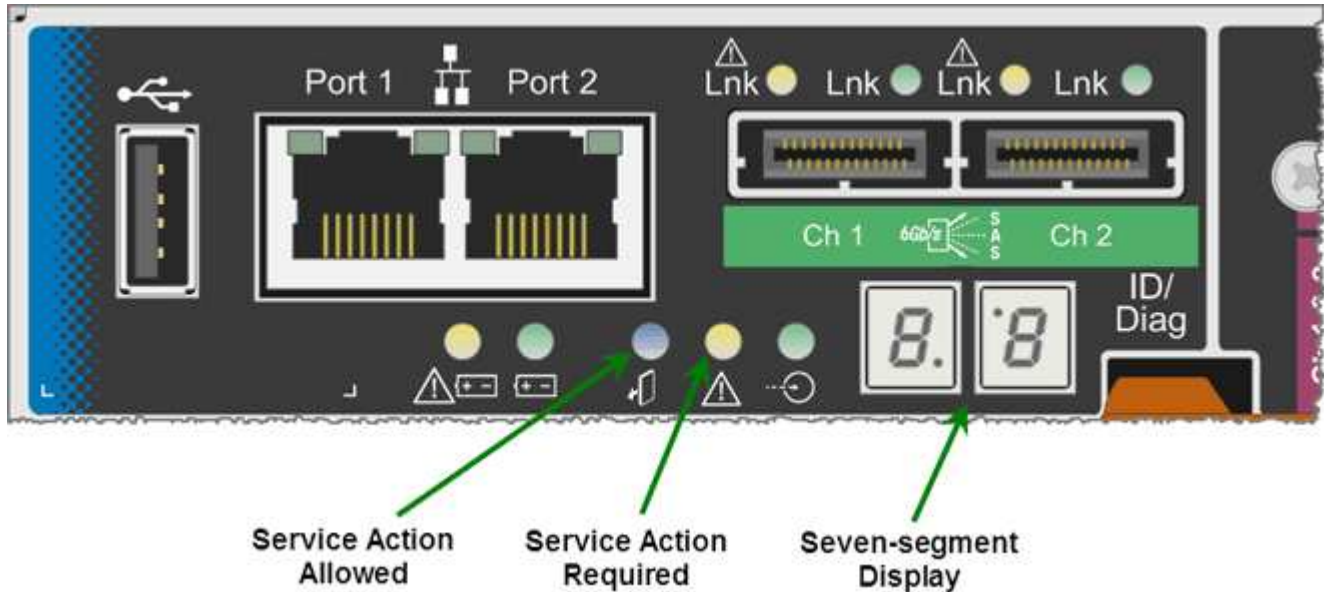 Port 1 Port 2
Lnk Lnk Lnk Lnk
Ch 1 6Gb/s SAS Ch 2
ID/
Diag
8. 8
Service Action
Allowed
Service Action
Required
Seven-segment
Display